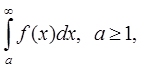 ∫_a^∞ f(x)dx, a ≥ 1,